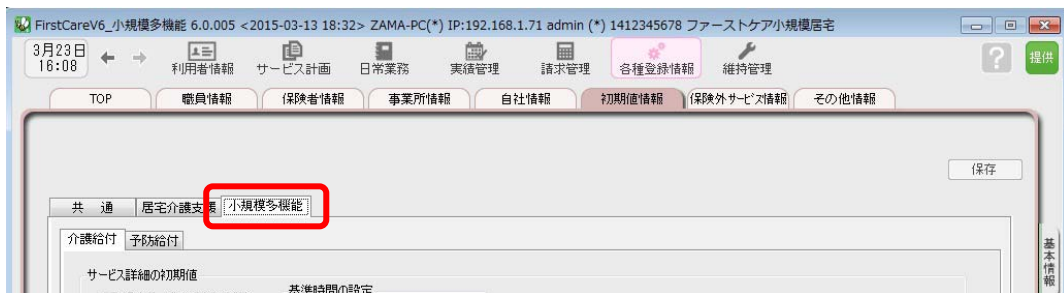 FirstCareV6_小規模多機能 6.0.005 <2015-03-13 18:32> ZAMA-PC(*) IP:192.168.1.71 admin (*) 1412345678 ファーストケア小規模居宅
3月23日
16:08
利用者情報 サービス計画 日常業務 実績管理 請求管理 各種登録情報 維持管理
? 提供
TOP 職員情報 保険者情報 事業所情報 自社情報 初期値情報 保険外サービス情報 その他情報
保存
共 通 居宅介護支援 小規模多機能
介護給付 予防給付
基本情報
サービス詳細の初期値
基準時間の設定